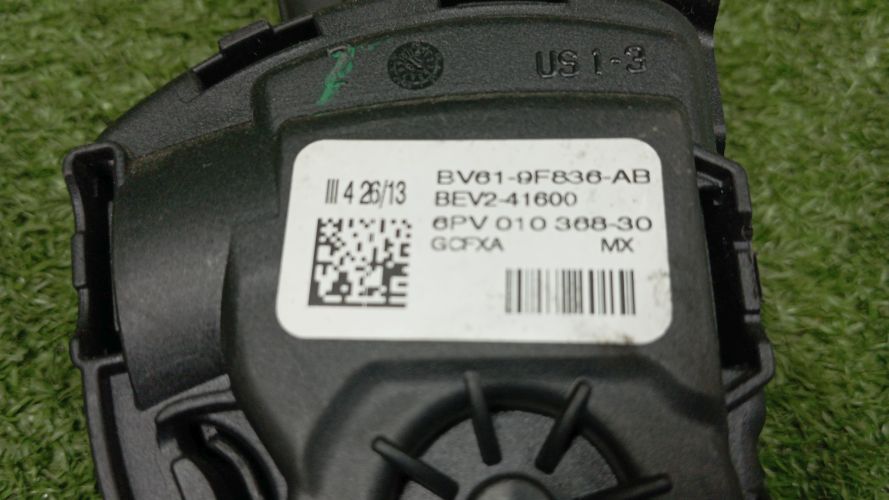 US 1-3
III 4 26/13
BV61-9F836-AB
BEV2-41600
6PV 010 368-30
GCFXA MX